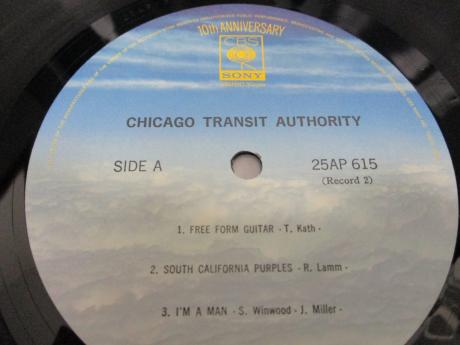 10th ANNIVERSARY
CBS
SONY
CHICAGO TRANSIT AUTHORITY
SIDE A
25AP 615
(Record 2)
1. FREE FORM GUITAR - T. Kath -
2. SOUTH CALIFORNIA PURPLES - R. Lamm -
3. I'M A MAN - S. Winwood - J. Miller -